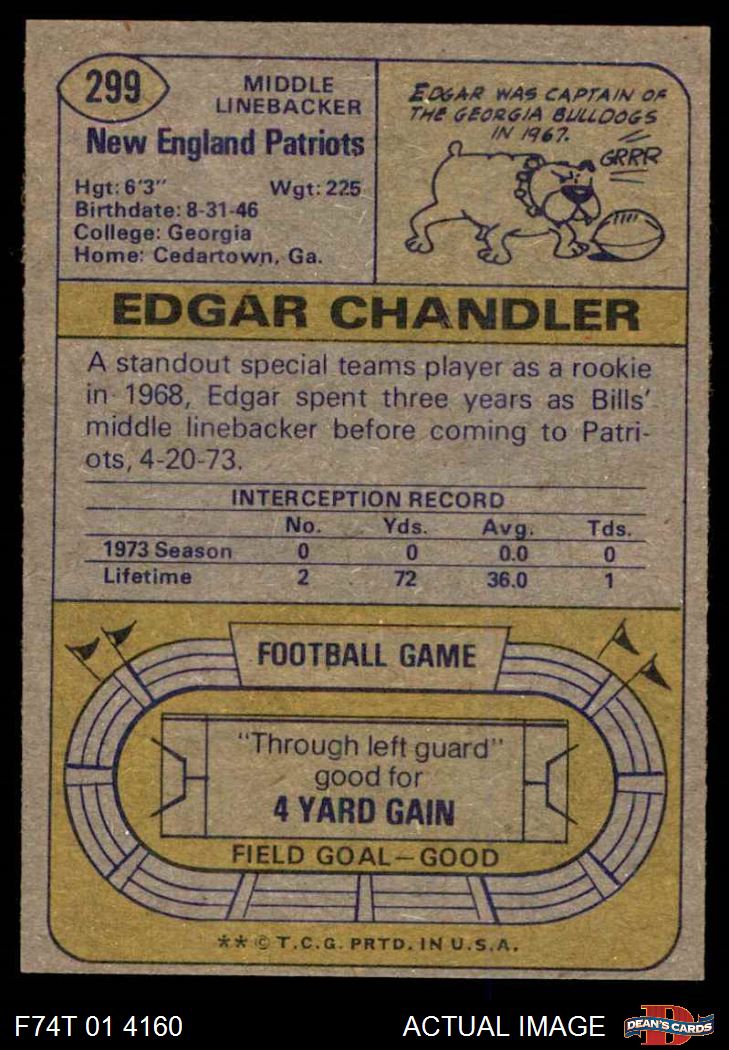 299
MIDDLE
LINEBACKER
New England Patriots
Hgt: 6'3" Wgt: 225
Birthdate: 8-31-46
College: Georgia
Home: Cedartown, Ga.
EDGAR WAS CAPTAIN OF
THE GEORGIA BULLDOGS
IN 1967.
GRRR
EDGAR CHANDLER
A standout special teams player as a rookie
in 1968, Edgar spent three years as Bills'
middle linebacker before coming to Patri-
ots, 4-20-73.
INTERCEPTION RECORD
No. Yds. Avg. Tds.
1973 Season 0 0 0.0 0
Lifetime 2 72 36.0 1
FOOTBALL GAME
"Through left guard"
good for
4 YARD GAIN
FIELD GOAL—GOOD
** © T.C.G. PRTD. IN U.S.A.
F74T 01 4160 ACTUAL IMAGE
D
DEAN'S CARDS